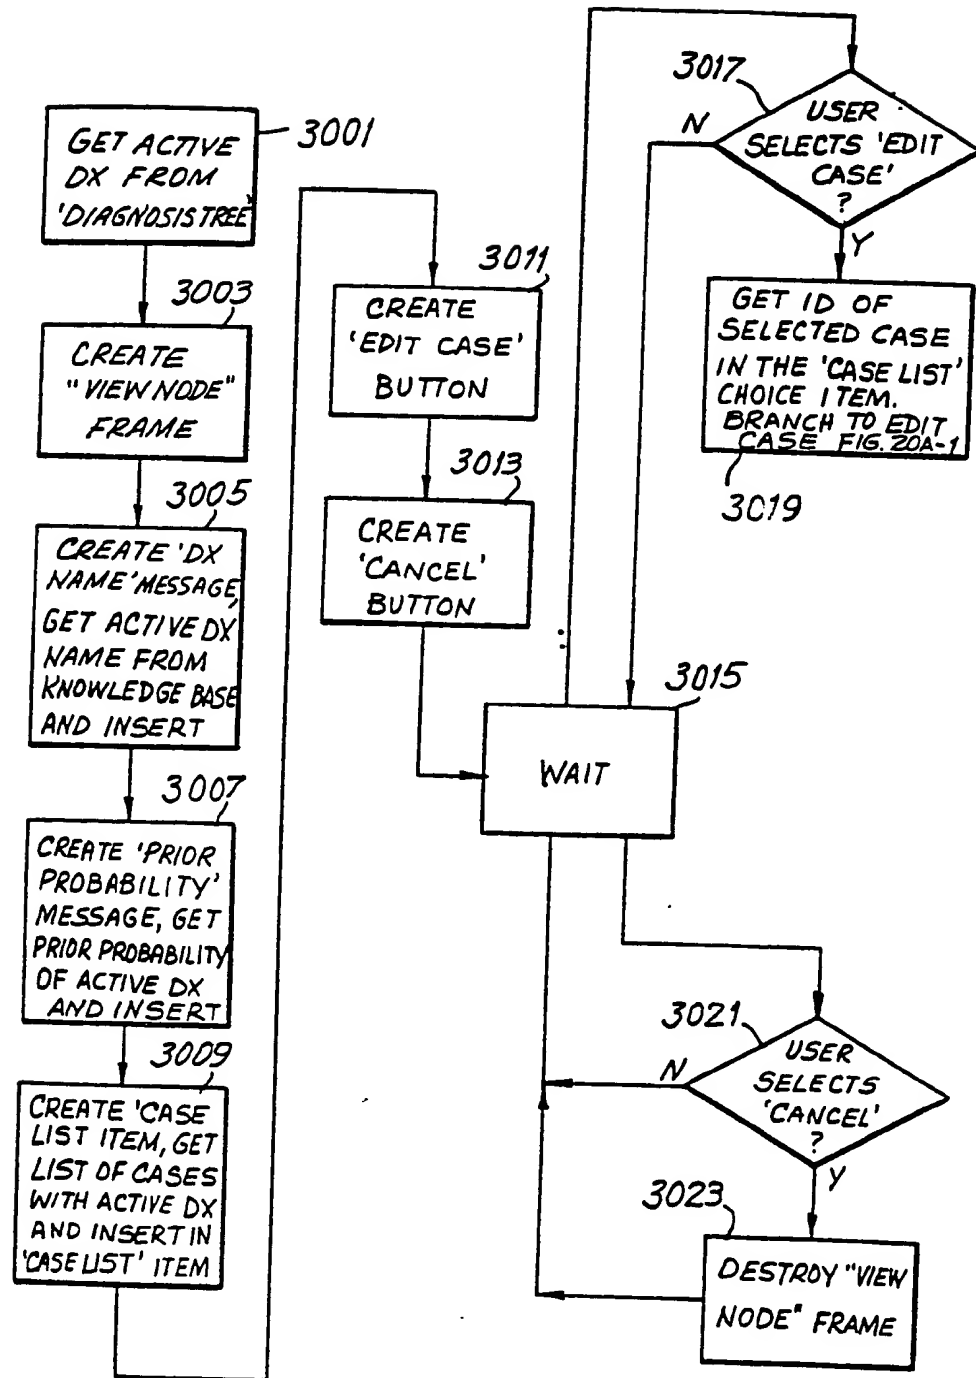 3001
GET ACTIVE
DX FROM
'DIAGNOSIS TREE'
3003
CREATE
"VIEW NODE"
FRAME
3005
CREATE 'DX
NAME' MESSAGE,
GET ACTIVE DX
NAME FROM
KNOWLEDGE BASE
AND INSERT
3007
CREATE 'PRIOR
PROBABILITY'
MESSAGE, GET
PRIOR PROBABILITY
OF ACTIVE DX
AND INSERT
3009
CREATE 'CASE
LIST ITEM, GET
LIST OF CASES
WITH ACTIVE DX
AND INSERT IN
'CASE LIST' ITEM
3011
CREATE
'EDIT CASE'
BUTTON
3013
CREATE
'CANCEL'
BUTTON
3015
WAIT
3017
USER
SELECTS 'EDIT
CASE'
?
N
Y
GET ID OF
SELECTED CASE
IN THE 'CASE LIST'
CHOICE ITEM.
BRANCH TO EDIT
CASE FIG. 20A-1
3019
3021
USER
SELECTS
'CANCEL'
?
N
Y
3023
DESTROY "VIEW
NODE" FRAME